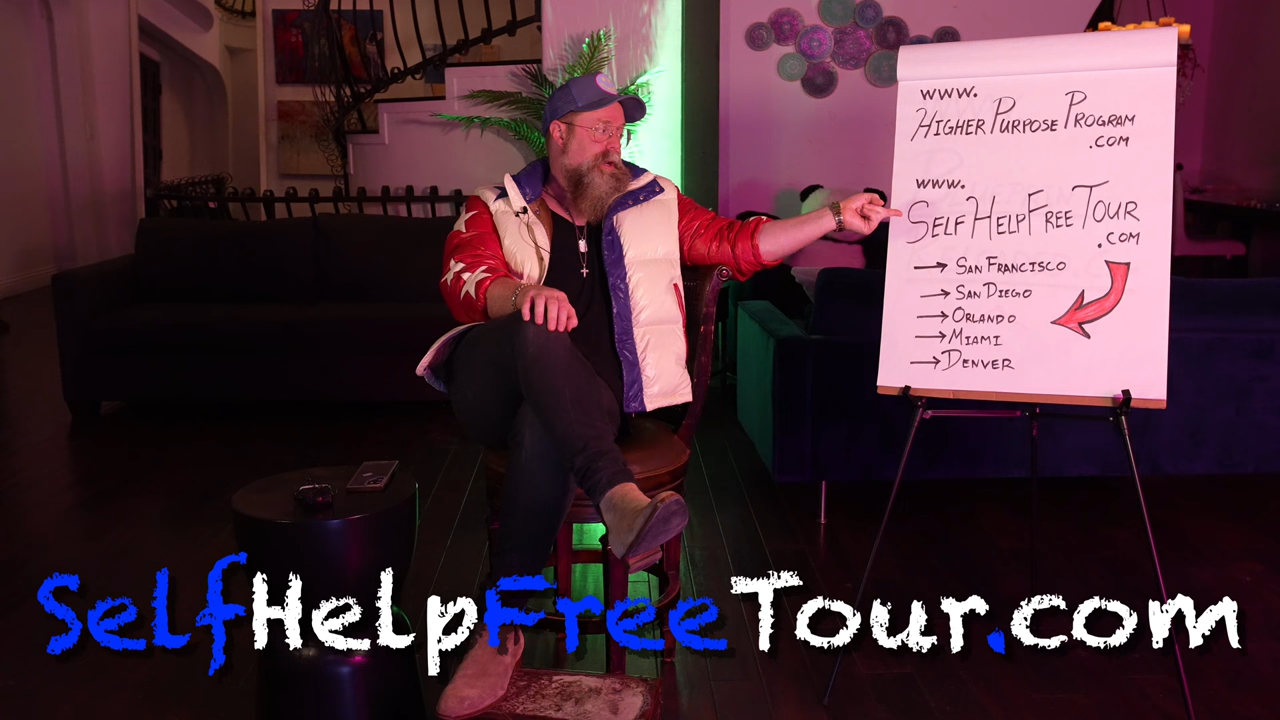 www.
HigherPurposeProgram
.com
www.
SelfHelpFreeTour
.com
→ San Francisco
→ San Diego
→ Orlando
→ Miami
→ Denver
SelfHelpFreeTour.com